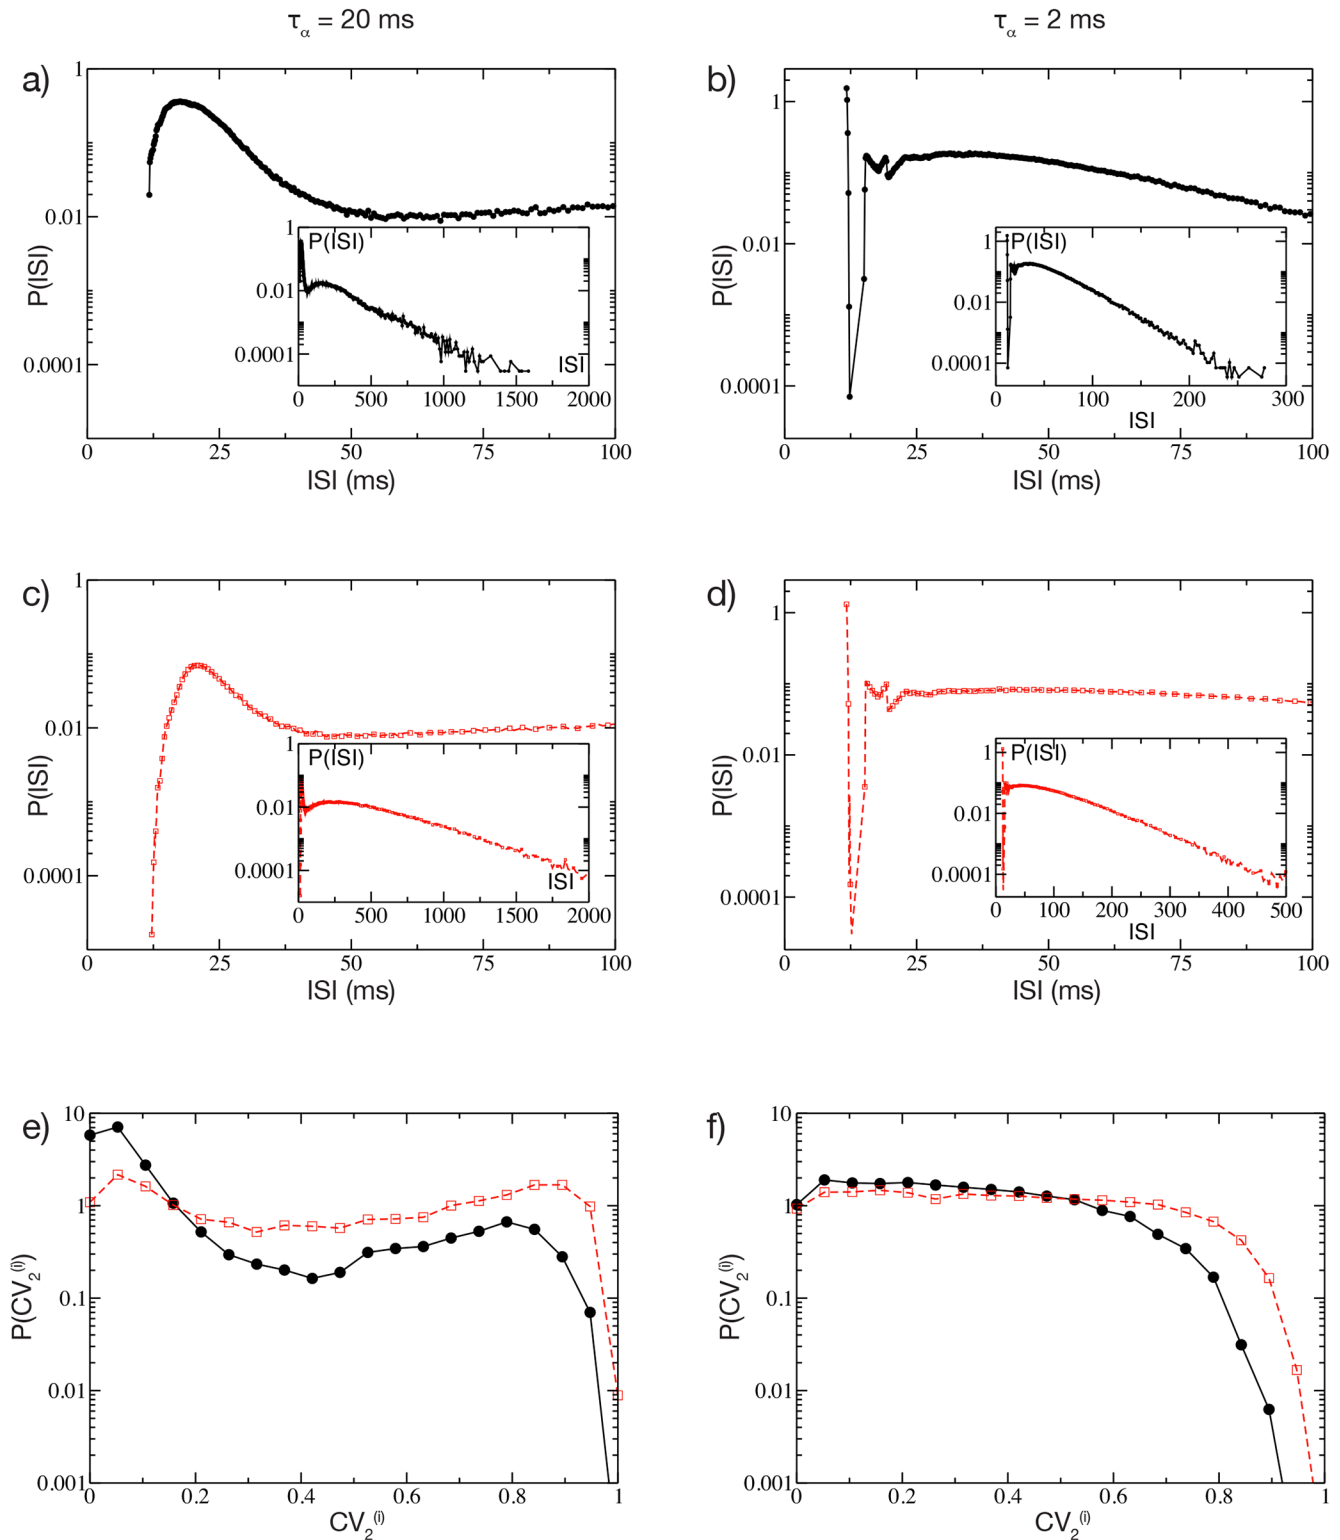 τα = 20 ms
τα = 2 ms
a)
1
0.01
0.0001
P(ISI)
0 25 50 75 100
ISI (ms)
P(ISI)
1
0.01
0.0001
ISI
0 500 1000 1500 2000
b)
1
0.01
0.0001
P(ISI)
0 25 50 75 100
ISI (ms)
P(ISI)
1
0.01
0.0001
0 100 200 300
ISI
c)
1
0.01
0.0001
P(ISI)
0 25 50 75 100
ISI (ms)
P(ISI)
1
0.01
0.0001
ISI
0 500 1000 1500 2000
d)
1
0.01
0.0001
P(ISI)
0 25 50 75 100
ISI (ms)
P(ISI)
1
0.01
0.0001
0 100 200 300 400 500
ISI
e)
10
1
0.1
0.01
0.001
P(CV2(i))
0 0.2 0.4 0.6 0.8 1
CV2(i)
f)
10
1
0.1
0.01
0.001
P(CV2(i))
0 0.2 0.4 0.6 0.8 1
CV2(i)